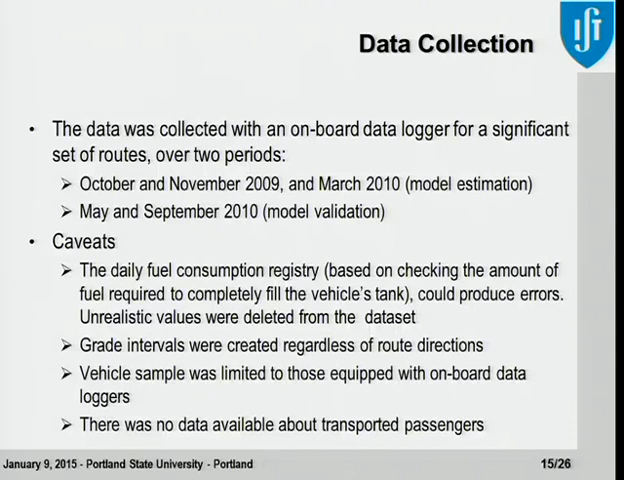 IST
Data Collection
• The data was collected with an on-board data logger for a significant
set of routes, over two periods:
➢ October and November 2009, and March 2010 (model estimation)
➢ May and September 2010 (model validation)
• Caveats
➢ The daily fuel consumption registry (based on checking the amount of
fuel required to completely fill the vehicle's tank), could produce errors.
Unrealistic values were deleted from the dataset
➢ Grade intervals were created regardless of route directions
➢ Vehicle sample was limited to those equipped with on-board data
loggers
➢ There was no data available about transported passengers
January 9, 2015 - Portland State University - Portland
15/26